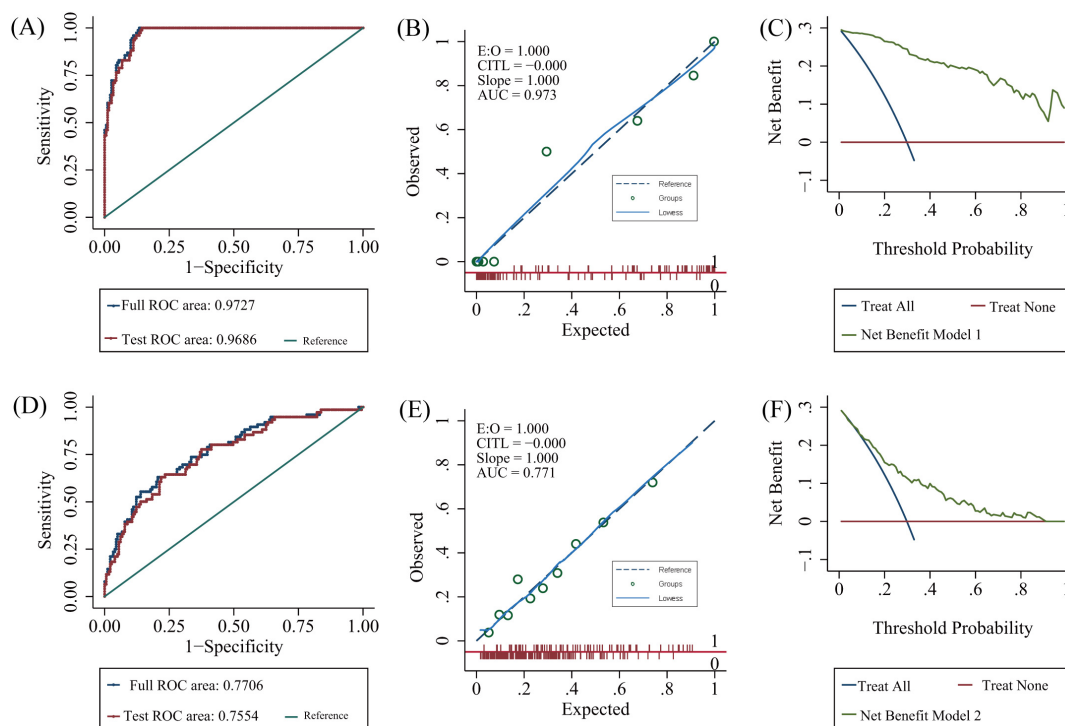 (A)
Sensitivity
1.00
0.75
0.50
0.25
0.00
0.00 0.25 0.50 0.75 1.00
1−Specificity
Full ROC area: 0.9727
Test ROC area: 0.9686 Reference
(B)
E:O = 1.000
CITL = −0.000
Slope = 1.000
AUC = 0.973
Observed
1
.8
.6
.4
.2
0
Reference
Groups
Lowess
1
0
0 .2 .4 .6 .8 1
Expected
(C)
Net Benefit
.3
.2
.1
0
−.1
0 .2 .4 .6 .8 1
Threshold Probability
Treat All Treat None
Net Benefit Model 1
(D)
Sensitivity
1.00
0.75
0.50
0.25
0.00
0.00 0.25 0.50 0.75 1.00
1−Specificity
Full ROC area: 0.7706
Test ROC area: 0.7554 Reference
(E)
E:O = 1.000
CITL = −0.000
Slope = 1.000
AUC = 0.771
Observed
1
.8
.6
.4
.2
0
Reference
Groups
Lowess
1
0
0 .2 .4 .6 .8 1
Expected
(F)
Net Benefit
.3
.2
.1
0
−.1
0 .2 .4 .6 .8 1
Threshold Probability
Treat All Treat None
Net Benefit Model 2